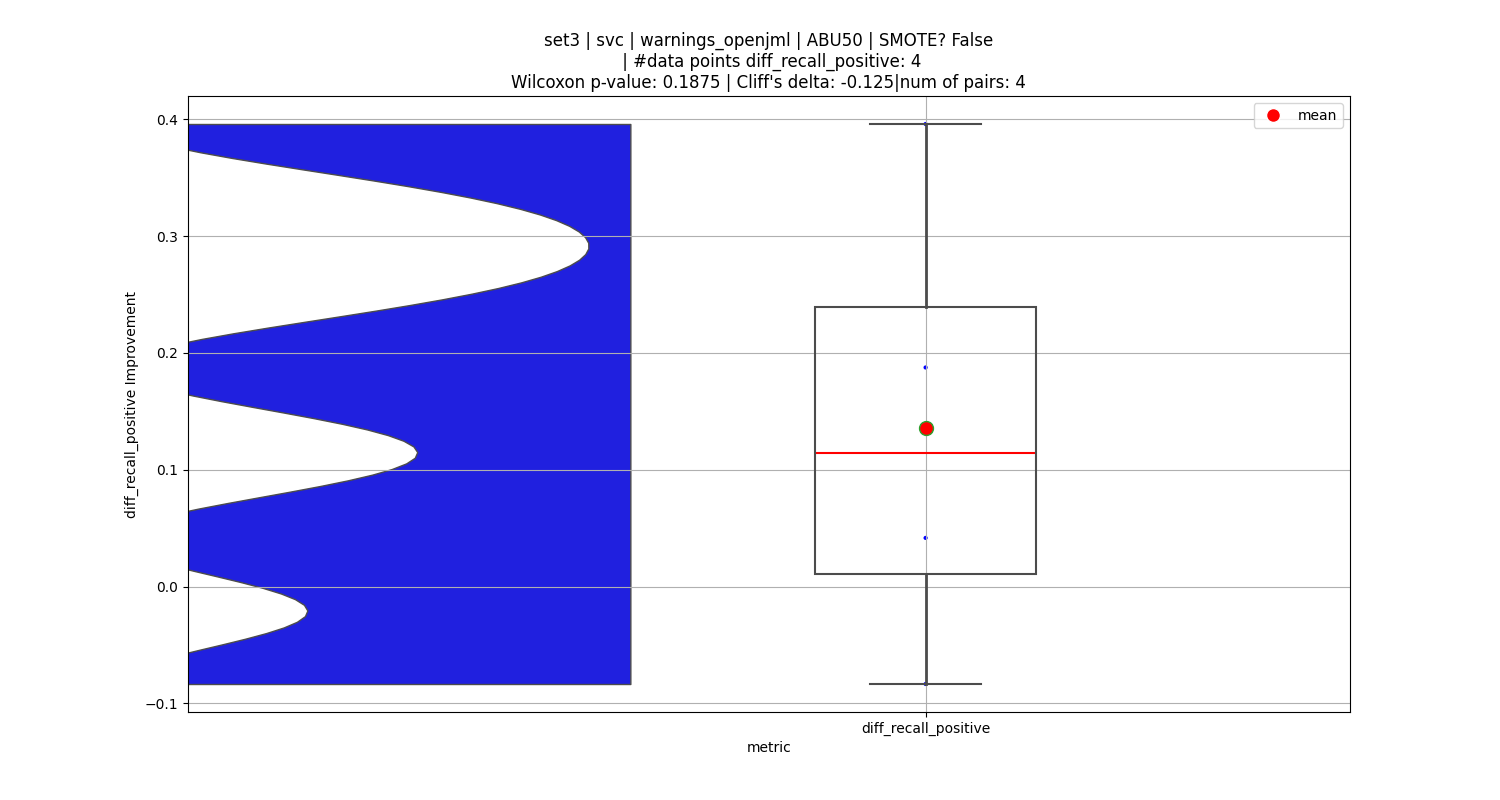 set3 | svc | warnings_openjml | ABU50 | SMOTE? False
| #data points diff_recall_positive: 4
Wilcoxon p-value: 0.1875 | Cliff's delta: -0.125|num of pairs: 4
mean
0.4
0.3
0.2
0.1
0.0
−0.1
diff_recall_positive Improvement
diff_recall_positive
metric